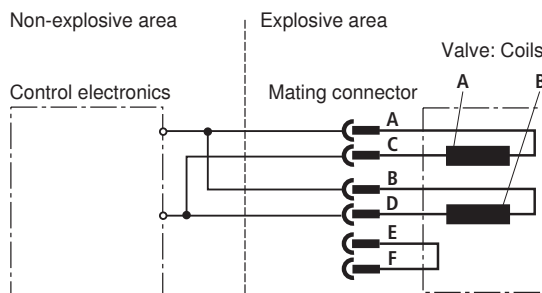 Non-explosive area
Explosive area
Valve: Coils
Control electronics
Mating connector
A
B
A
C
B
D
E
F